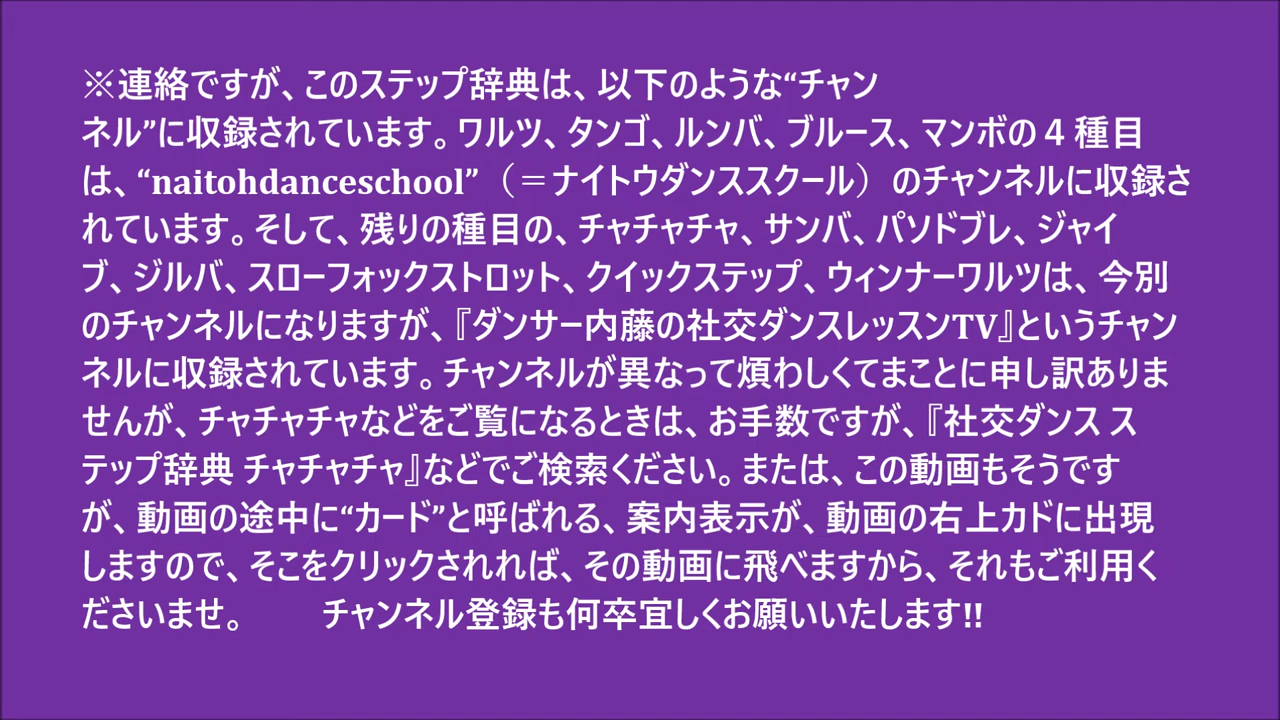 ※連絡ですが、このステップ辞典は、以下のような“チャン
ネル”に収録されています。ワルツ、タンゴ、ルンバ、ブルース、マンボの４種目
は、“naitohdanceschool”（＝ナイトウダンススクール）のチャンネルに収録さ
れています。そして、残りの種目の、チャチャチャ、サンバ、パソドブレ、ジャイ
ブ、ジルバ、スローフォックストロット、クイックステップ、ウィンナーワルツは、今別
のチャンネルになりますが、『ダンサー内藤の社交ダンスレッスンTV』というチャン
ネルに収録されています。チャンネルが異なって煩わしくてまことに申し訳ありま
せんが、チャチャチャなどをご覧になるときは、お手数ですが、『社交ダンス ス
テップ辞典 チャチャチャ』などでご検索ください。または、この動画もそうです
が、動画の途中に“カード”と呼ばれる、案内表示が、動画の右上カドに出現
しますので、そこをクリックされれば、その動画に飛べますから、それもご利用く
ださいませ。　　チャンネル登録も何卒宜しくお願いいたします!!